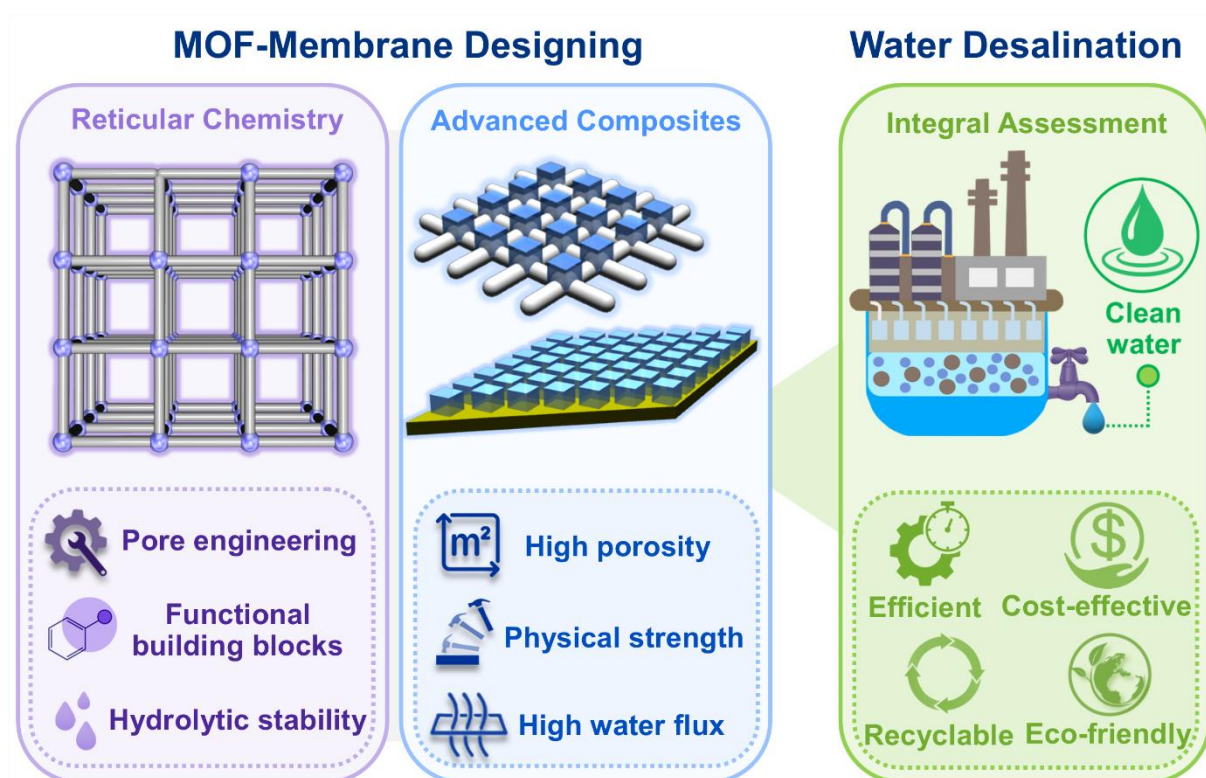 MOF-Membrane Designing
Water Desalination
Reticular Chemistry
Advanced Composites
Integral Assessment
Clean
water
Pore engineering
Functional
building blocks
Hydrolytic stability
m²
High porosity
Physical strength
High water flux
$
Efficient
Cost-effective
Recyclable
Eco-friendly